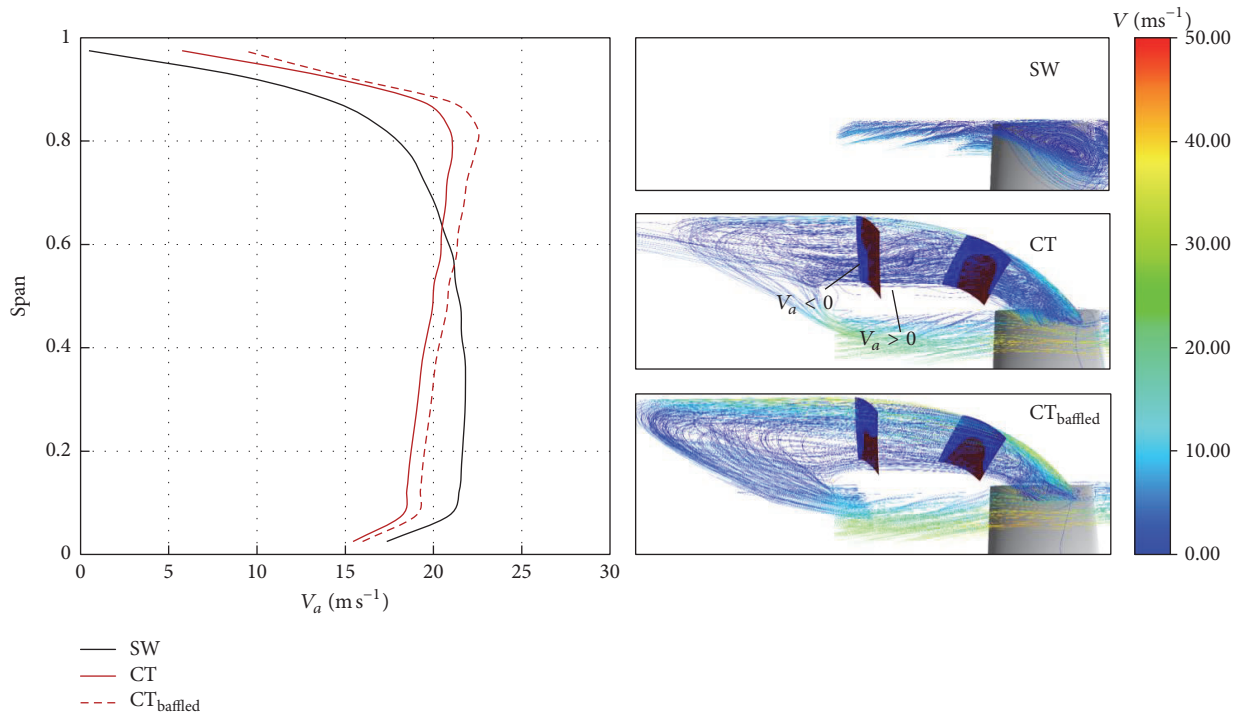 1
0.8
0.6
0.4
0.2
0
Span
0
5
10
15
20
25
30
V_a (m s⁻¹)
SW
CT
CT_baffled
SW
CT
V_a < 0
V_a > 0
CT_baffled
V (ms⁻¹)
50.00
40.00
30.00
20.00
10.00
0.00